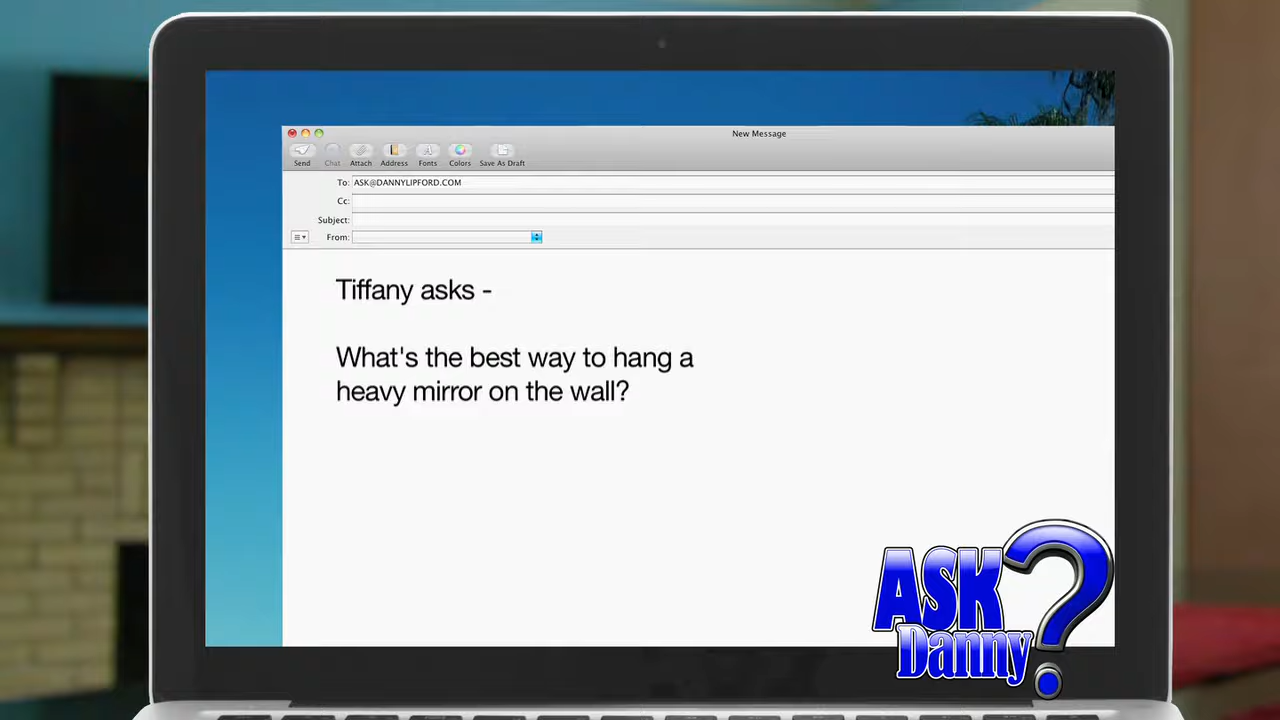 New Message
Send Chat Attach Address Fonts Colors Save As Draft
To: ASK@DANNYLIPFORD.COM
Cc:
Subject:
From:
Tiffany asks -
What's the best way to hang a
heavy mirror on the wall?
ASK
Danny?